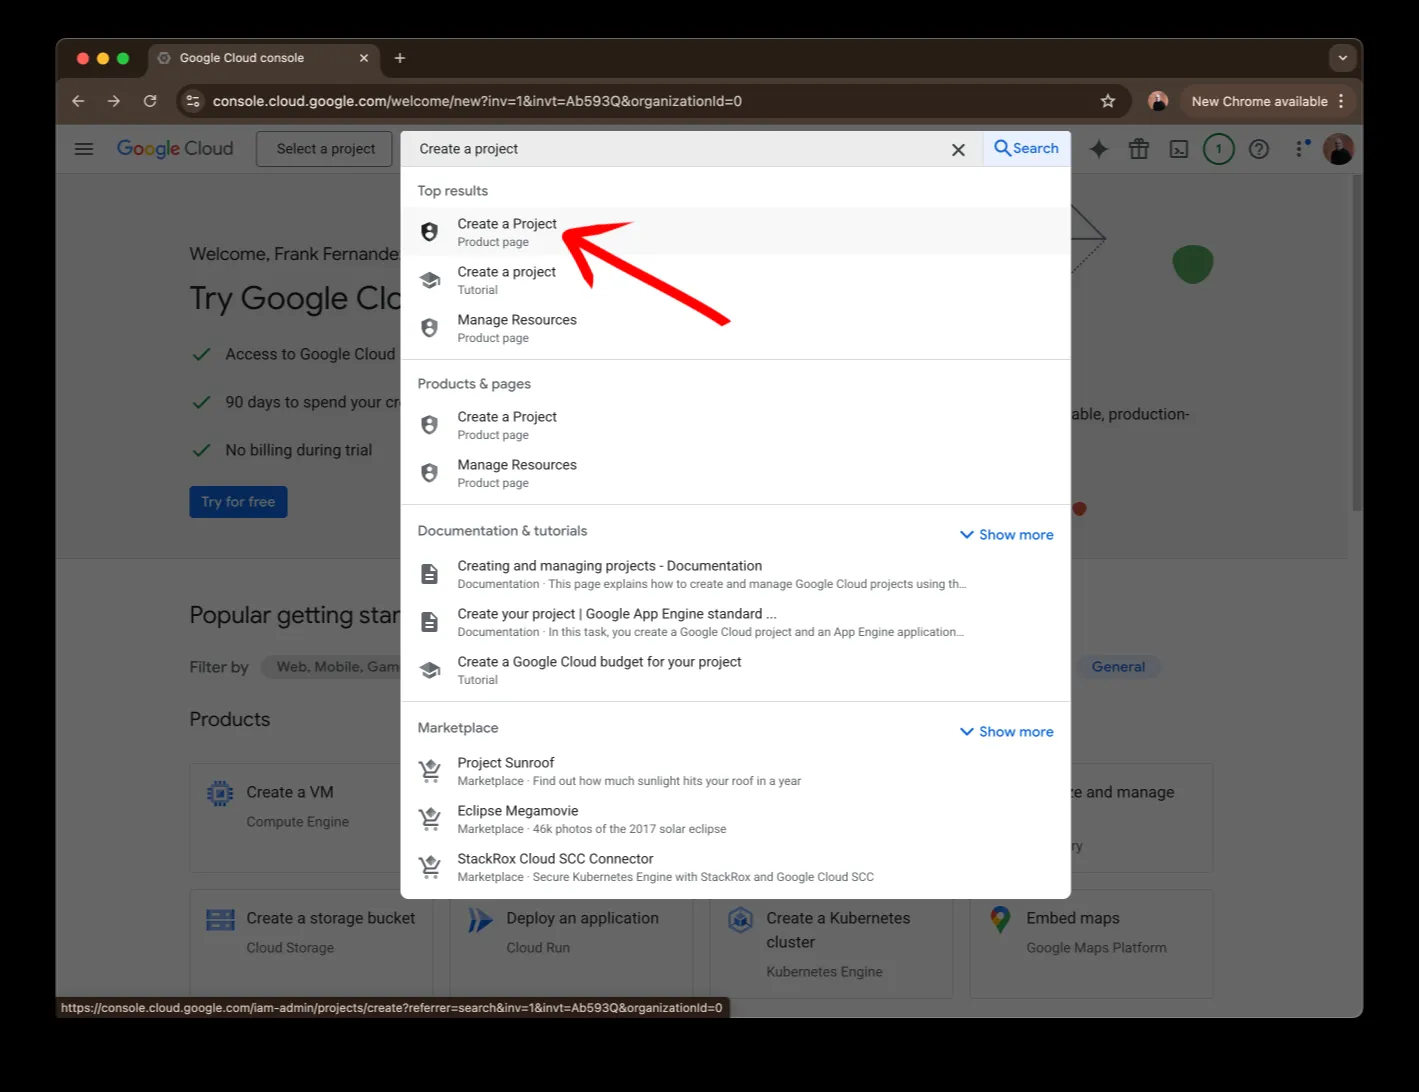 Google Cloud console
console.cloud.google.com/welcome/new?inv=1&invt=Ab593Q&organizationId=0
New Chrome available
Google Cloud
Select a project
Create a project
Search
1
Top results
Create a Project
Product page
Create a project
Tutorial
Manage Resources
Product page
Products & pages
Create a Project
Product page
Manage Resources
Product page
Documentation & tutorials
Show more
Creating and managing projects - Documentation
Documentation · This page explains how to create and manage Google Cloud projects using th...
Create your project | Google App Engine standard ...
Documentation · In this task, you create a Google Cloud project and an App Engine application...
Create a Google Cloud budget for your project
Tutorial
Marketplace
Show more
Project Sunroof
Marketplace · Find out how much sunlight hits your roof in a year
Eclipse Megamovie
Marketplace · 46k photos of the 2017 solar eclipse
StackRox Cloud SCC Connector
Marketplace · Secure Kubernetes Engine with StackRox and Google Cloud SCC
Welcome, Frank Fernande
Try Google Clo
Access to Google Cloud
90 days to spend your cr
No billing during trial
Try for free
able, production-
Popular getting star
Filter by
Web, Mobile, Gam
General
Products
Create a VM
Compute Engine
ze and manage
ry
Create a storage bucket
Cloud Storage
Deploy an application
Cloud Run
Create a Kubernetes
cluster
Kubernetes Engine
Embed maps
Google Maps Platform
https://console.cloud.google.com/iam-admin/projects/create?referrer=search&inv=1&invt=Ab593Q&organizationId=0